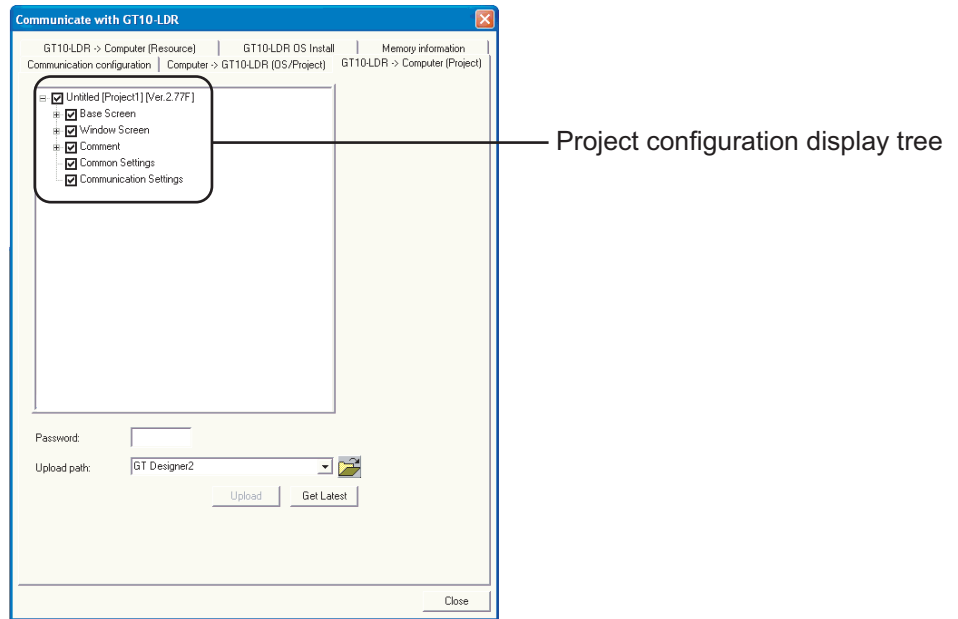 Communicate with GT10-LDR
GT10-LDR -> Computer (Resource) GT10-LDR OS Install Memory information
Communication configuration Computer -> GT10-LDR (OS/Project) GT10-LDR -> Computer (Project)
Untitled [Project1] [Ver.2.77F]
Base Screen
Window Screen
Comment
Common Settings
Communication Settings
Project configuration display tree
Password:
Upload path: GT Designer2
Upload Get Latest
Close